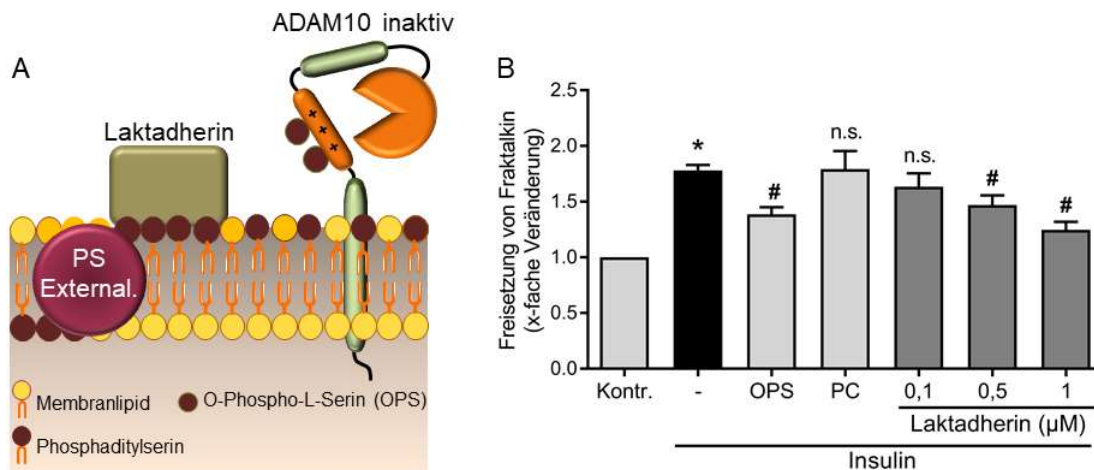 A
ADAM10 inaktiv
Laktadherin
+ + +
PS
External.
Membranlipid
O-Phospho-L-Serin (OPS)
Phosphaditylserin
B
Freisetzung von Fraktalkin
(x-fache Veränderung)
2.5
2.0
1.5
1.0
0.5
0.0
*
#
n.s.
n.s.
#
#
Kontr.
-
OPS
PC
0,1
0,5
1
Laktadherin (µM)
Insulin